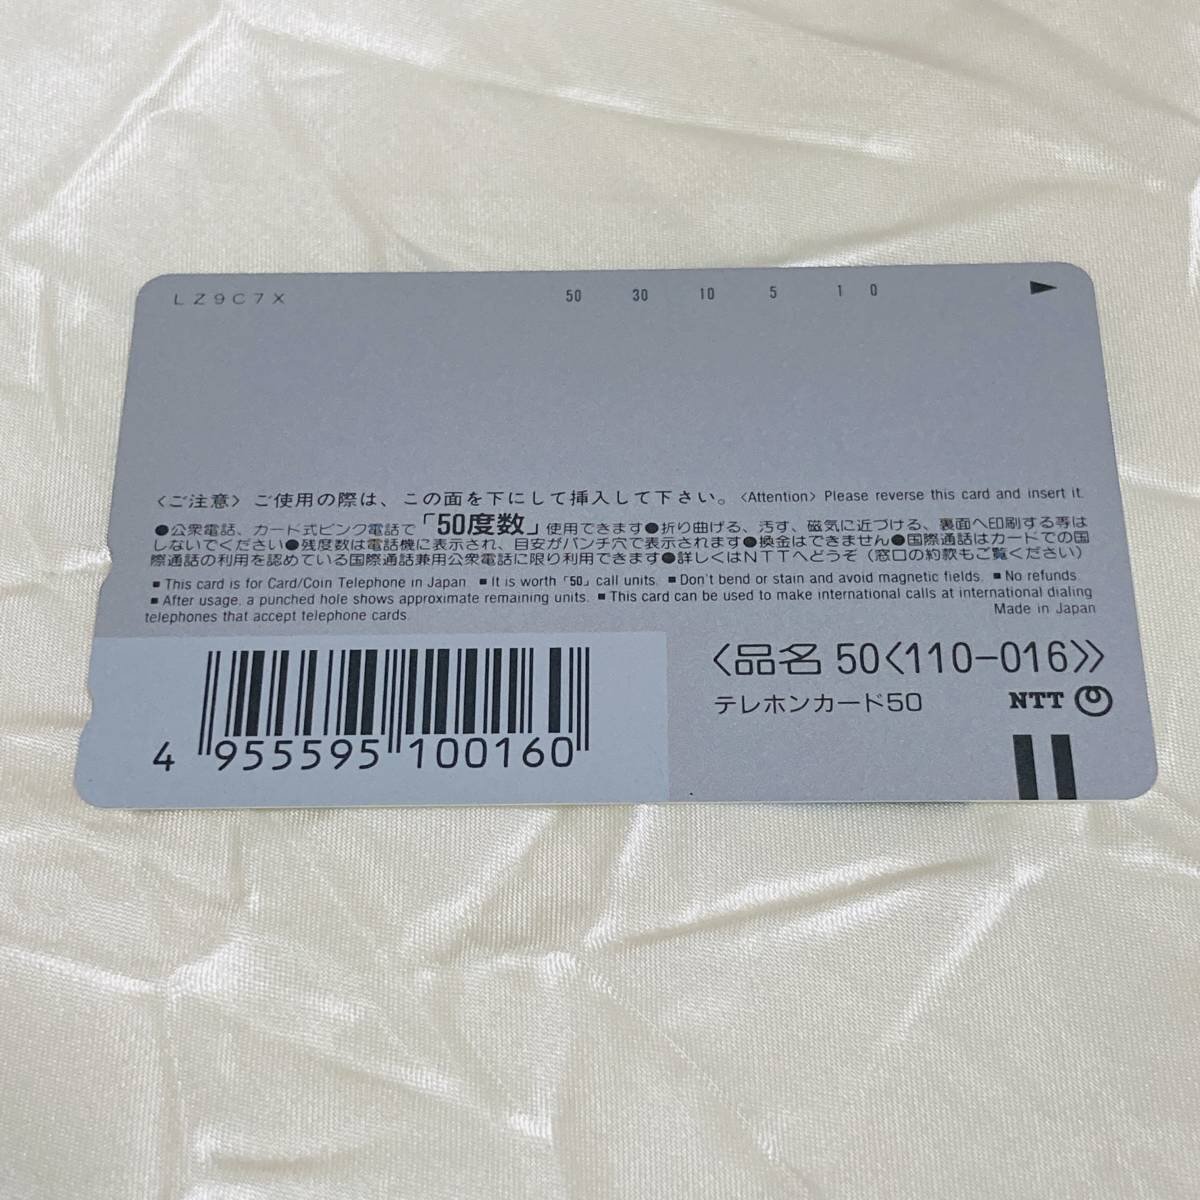 LZ9C7X 50 30 10 5 1 0
〈ご注意〉ご使用の際は、この面を下にして挿入して下さい。〈Attention〉Please reverse this card and insert it.
●公衆電話、カード式ピンク電話で「50度数」使用できます●折り曲げる、汚す、磁気に近づける、裏面へ印刷する等は
しないでください●残度数は電話機に表示され、目安がパンチ穴で表示されます●換金はできません●国際通話はカードでの国
際通話の利用を認めている国際通話兼用公衆電話に限り利用できます●詳しくはNTTへどうぞ（窓口の約款もご覧ください）
■This card is for Card/Coin Telephone in Japan. ■It is worth「50」call units. ■Don't bend or stain and avoid magnetic fields. ■No refunds.
■After usage, a punched hole shows approximate remaining units. ■This card can be used to make international calls at international dialing
telephones that accept telephone cards. Made in Japan
〈品名 50〈110-016〉〉
テレホンカード50 NTT
4 955595 100160